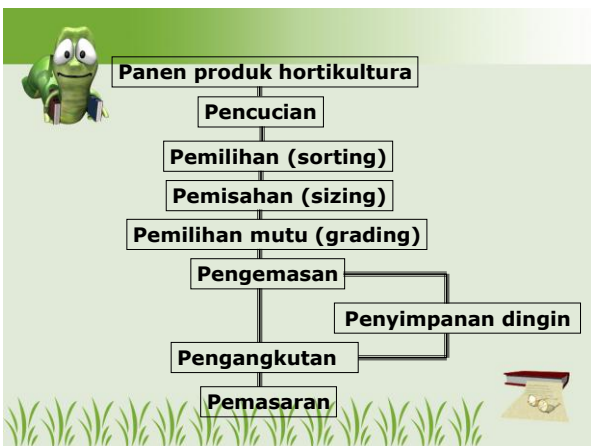 Panen produk hortikultura
Pencucian
Pemilihan (sorting)
Pemisahan (sizing)
Pemilihan mutu (grading)
Pengemasan
Penyimpanan dingin
Pengangkutan
Pemasaran